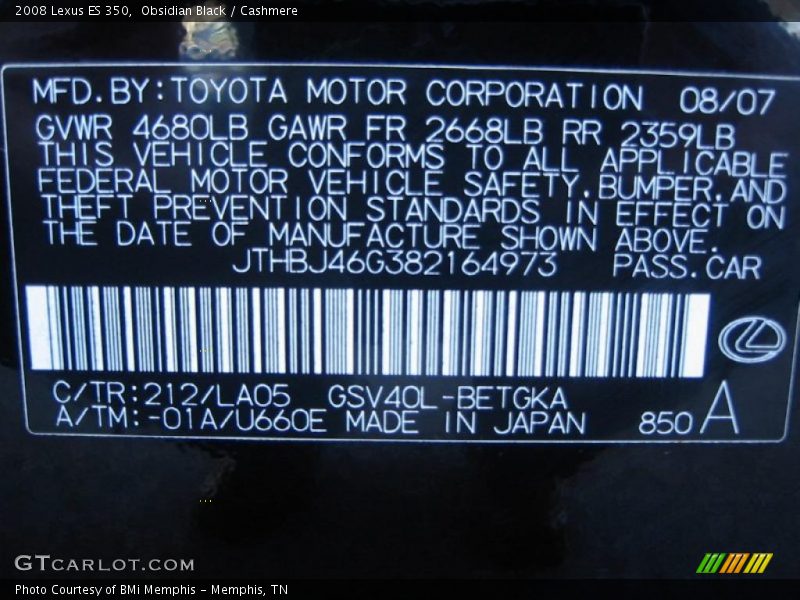 2008 Lexus ES 350,  Obsidian Black / Cashmere
MFD.BY:TOYOTA MOTOR CORPORATION 08/07
GVWR 4680LB GAWR FR 2668LB RR 2359LB
THIS VEHICLE CONFORMS TO ALL APPLICABLE
FEDERAL MOTOR VEHICLE SAFETY,BUMPER,AND
THEFT PREVENTION STANDARDS IN EFFECT ON
THE DATE OF MANUFACTURE SHOWN ABOVE.
JTHBJ46G382164973 PASS.CAR
C/TR:212/LA05 GSV40L-BETGKA
A/TM:-01A/U660E MADE IN JAPAN 850A
GTCARLOT.COM
Photo Courtesy of BMi Memphis - Memphis, TN